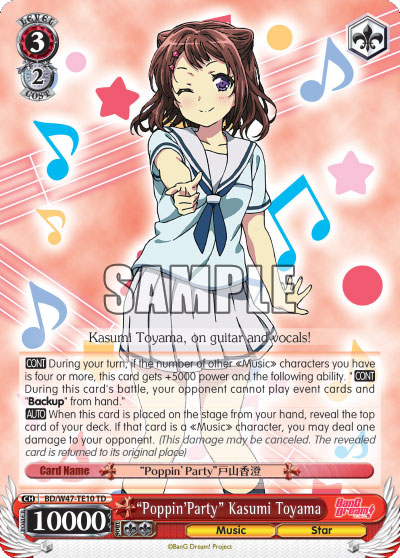 LEVEL
3
2
COST
SAMPLE
Kasumi Toyama, on guitar and vocals!
CONT During your turn, if the number of other «Music» characters you have
is four or more, this card gets +5000 power and the following ability. "CONT
During this card's battle, your opponent cannot play event cards and
"Backup" from hand."
AUTO When this card is placed on the stage from your hand, reveal the top
card of your deck. If that card is a «Music» character, you may deal one
damage to your opponent. (This damage may be canceled. The revealed
card is returned to its original place)
Card Name "Poppin'Party"戸山香澄
CH BD/W47-TE10 TD
POWER 10000 SOUL "Poppin'Party" Kasumi Toyama BanG Dream!
Music Star
©BanG Dream! Project